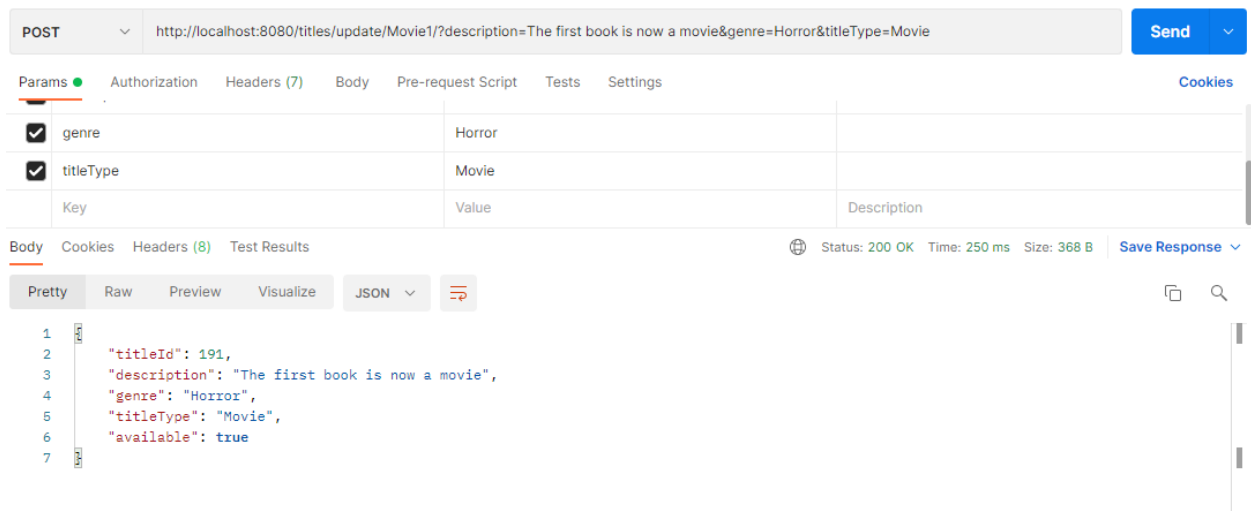 POST http://localhost:8080/titles/update/Movie1/?description=The first book is now a movie&genre=Horror&titleType=Movie Send
Params Authorization Headers (7) Body Pre-request Script Tests Settings Cookies
genre Horror
titleType Movie
Key Value Description
Body Cookies Headers (8) Test Results Status: 200 OK Time: 250 ms Size: 368 B Save Response
Pretty Raw Preview Visualize JSON
1 {
2 "titleId": 191,
3 "description": "The first book is now a movie",
4 "genre": "Horror",
5 "titleType": "Movie",
6 "available": true
7 }